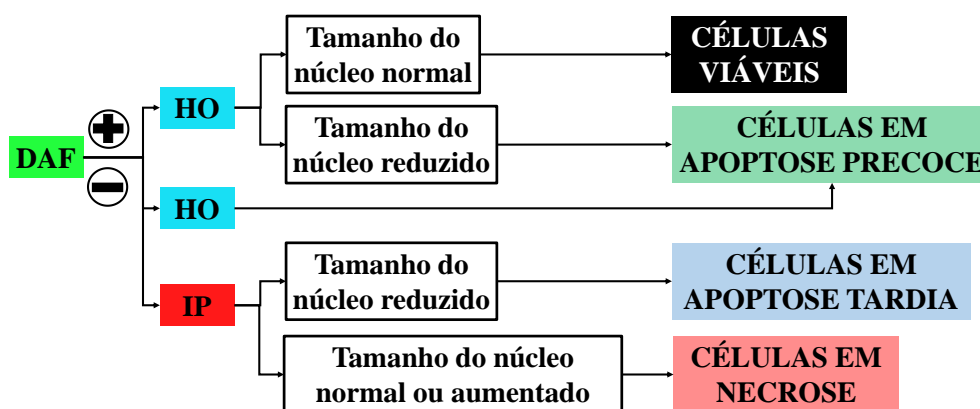 Tamanho do
núcleo normal
CÉLULAS
VIÁVEIS
HO
Tamanho do
núcleo reduzido
CÉLULAS EM
APOPTOSE PRECOCE
DAF
HO
Tamanho do
núcleo reduzido
CÉLULAS EM
APOPTOSE TARDIA
IP
Tamanho do núcleo
normal ou aumentado
CÉLULAS EM
NECROSE